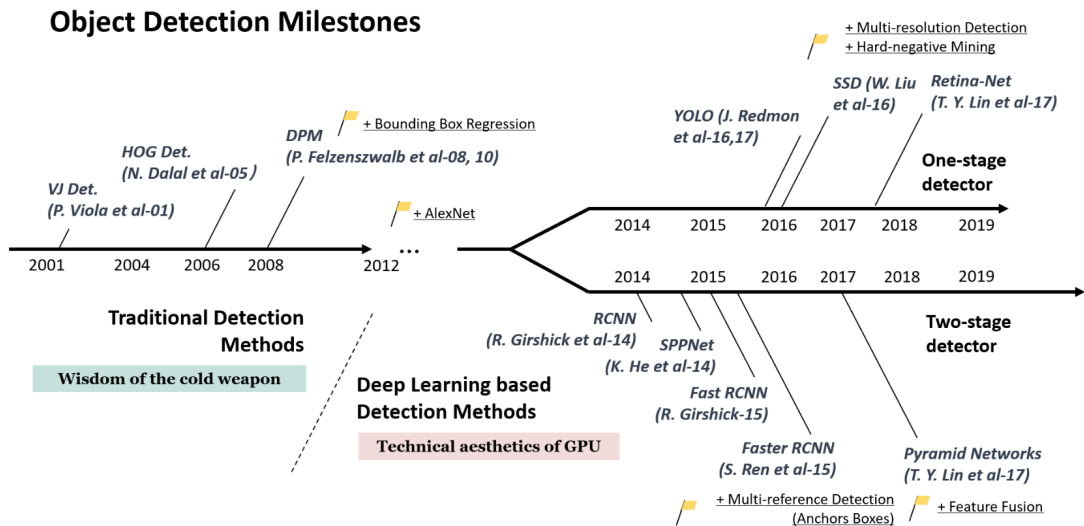 Object Detection Milestones
+ Multi-resolution Detection
+ Hard-negative Mining
SSD (W. Liu
et al-16)
Retina-Net
(T. Y. Lin et al-17)
YOLO (J. Redmon
et al-16,17)
+ Bounding Box Regression
DPM
(P. Felzenszwalb et al-08, 10)
HOG Det.
(N. Dalal et al-05)
VJ Det.
(P. Viola et al-01)
+ AlexNet
One-stage
detector
2014 2015 2016 2017 2018 2019
...
2001 2004 2006 2008 2012
2014 2015 2016 2017 2018 2019
Traditional Detection
Methods
Wisdom of the cold weapon
RCNN
(R. Girshick et al-14)
SPPNet
(K. He et al-14)
Two-stage
detector
Deep Learning based
Detection Methods
Technical aesthetics of GPU
Fast RCNN
(R. Girshick-15)
Faster RCNN
(S. Ren et al-15)
Pyramid Networks
(T. Y. Lin et al-17)
+ Multi-reference Detection
(Anchors Boxes)
+ Feature Fusion